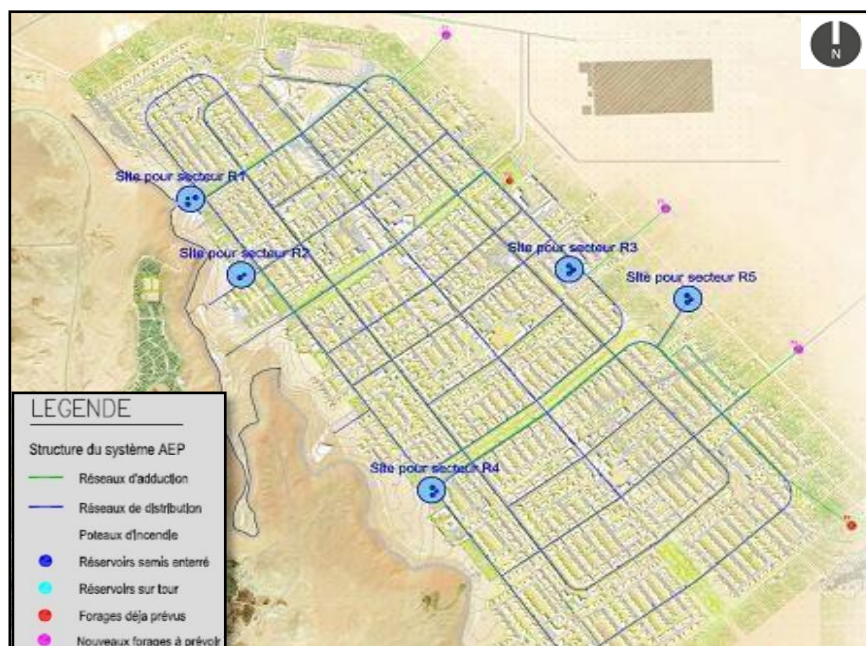 N
Site pour secteur R1
Site pour secteur R2
Site pour secteur R3
Site pour secteur R5
Site pour secteur R4
LEGENDE
Structure du système AEP
Réseaux d'adduction
Réseaux de distribution
Poteaux d'incendie
Réservoirs semis enterré
Réservoirs sur tour
Forages déja prévus
Nouveaux forages à prévoir